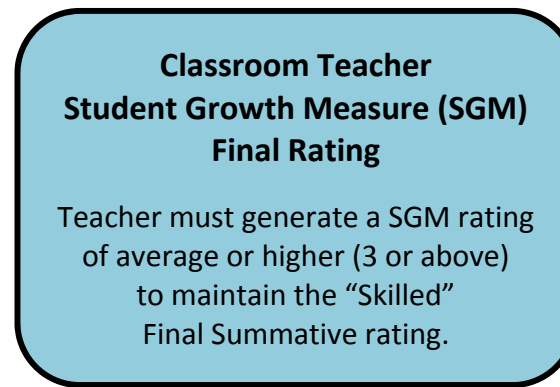 Classroom Teacher
Student Growth Measure (SGM)
Final Rating
Teacher must generate a SGM rating
of average or higher (3 or above)
to maintain the “Skilled”
Final Summative rating.